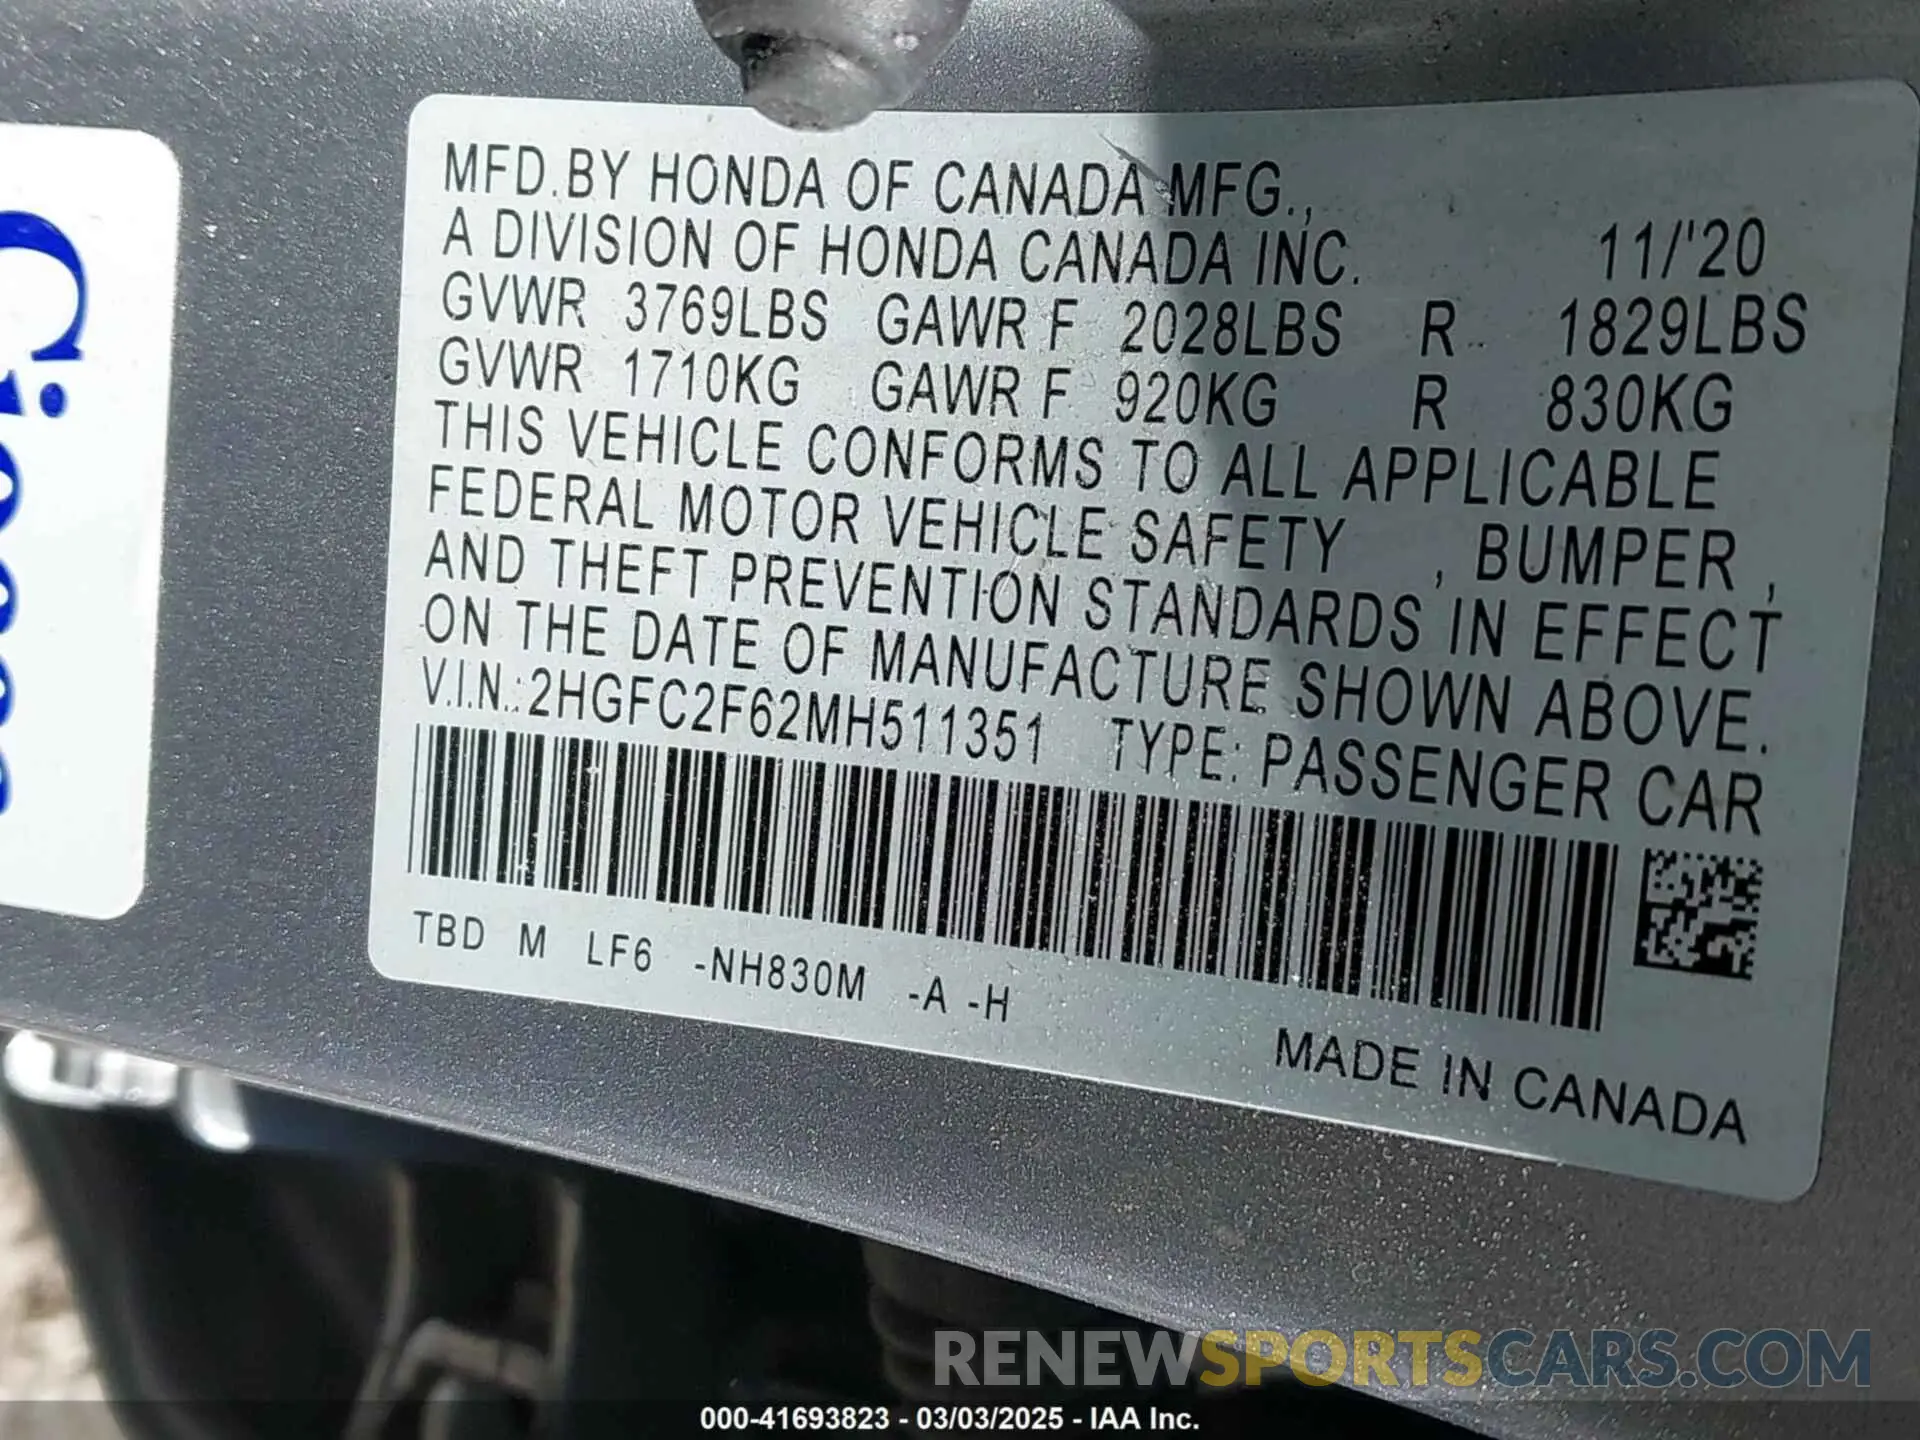 MFD.BY HONDA OF CANADA MFG.,
A DIVISION OF HONDA CANADA INC. 11/'20
GVWR 3769LBS GAWR F 2028LBS R 1829LBS
GVWR 1710KG GAWR F 920KG R 830KG
THIS VEHICLE CONFORMS TO ALL APPLICABLE
FEDERAL MOTOR VEHICLE SAFETY , BUMPER ,
AND THEFT PREVENTION STANDARDS IN EFFECT
ON THE DATE OF MANUFACTURE SHOWN ABOVE.
V.I.N.:2HGFC2F62MH511351 TYPE: PASSENGER CAR
TBD M LF6 -NH830M -A -H
MADE IN CANADA
RENEWSPORTSCARS.COM
000-41693823 - 03/03/2025 - IAA Inc.